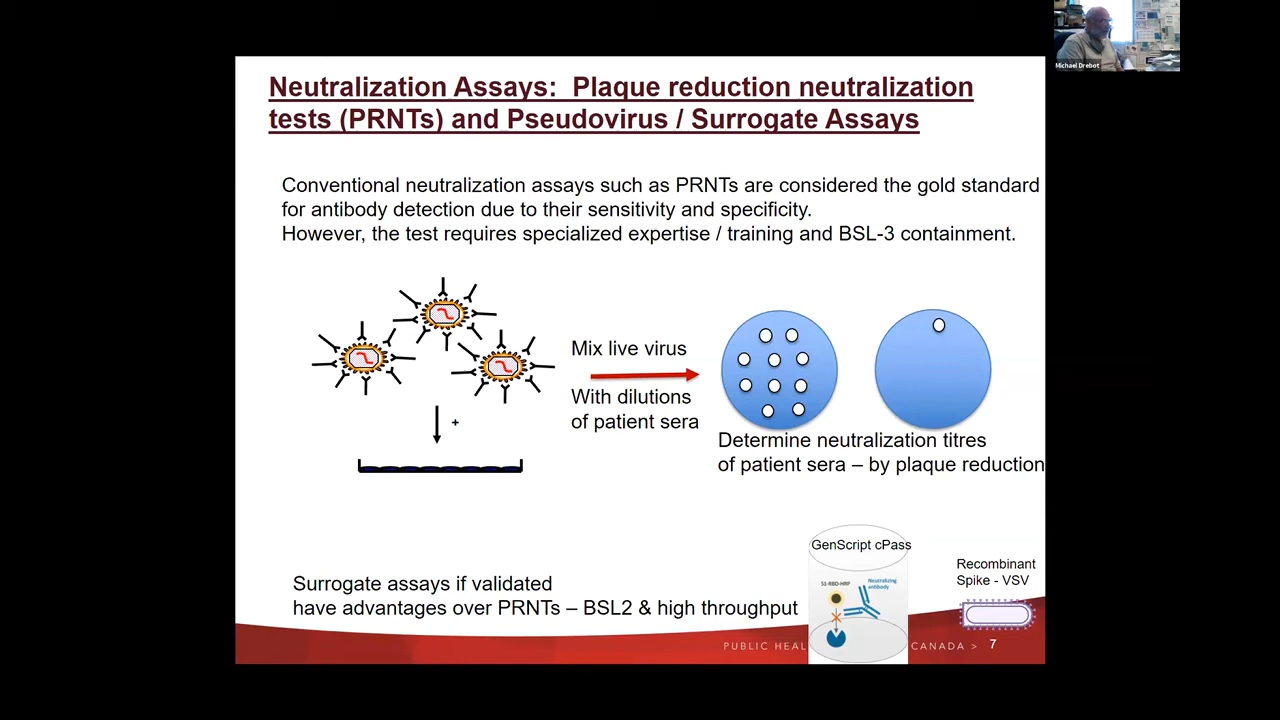 Michael Drebot
Neutralization Assays: Plaque reduction neutralization
tests (PRNTs) and Pseudovirus / Surrogate Assays
Conventional neutralization assays such as PRNTs are considered the gold standard
for antibody detection due to their sensitivity and specificity.
However, the test requires specialized expertise / training and BSL-3 containment.
Mix live virus
With dilutions
of patient sera
+
Determine neutralization titres
of patient sera – by plaque reduction
GenScript cPass
S1-RBD-HRP
Neutralizing
antibody
Recombinant
Spike - VSV
Surrogate assays if validated
have advantages over PRNTs – BSL2 & high throughput
PUBLIC HEAL
CANADA > 7